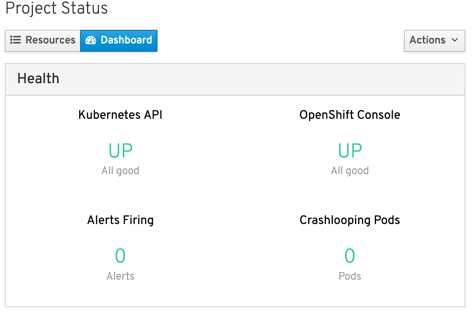 Project Status
Resources Dashboard Actions
Health
Kubernetes API OpenShift Console
UP UP
All good All good
Alerts Firing Crashlooping Pods
0 0
Alerts Pods